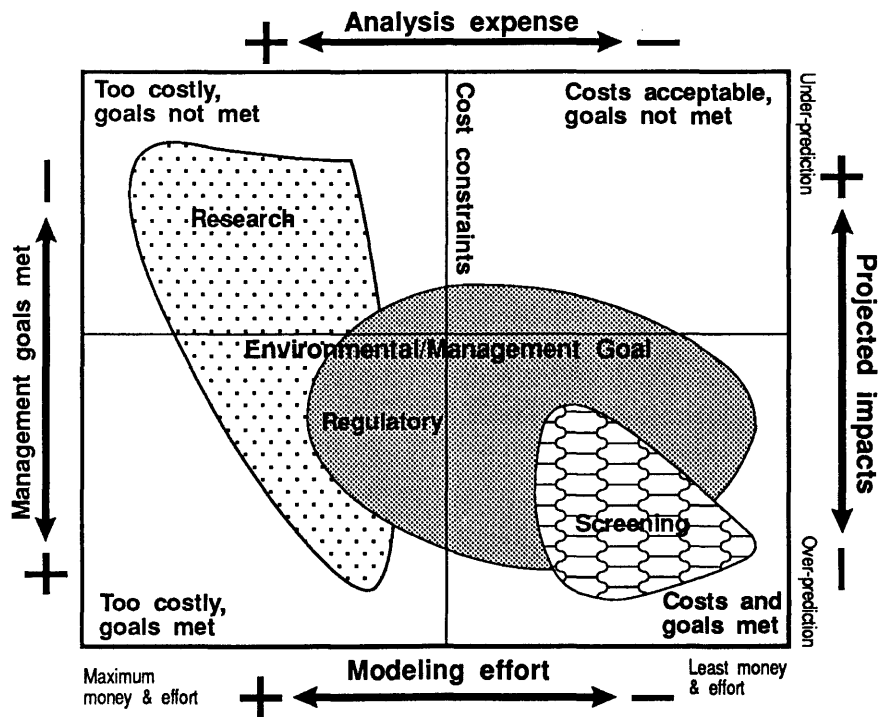 Analysis expense
+ −
Too costly,
goals not met
Costs acceptable,
goals not met
Cost constraints
Under-prediction
− Management goals met +
+ Projected impacts −
Research
Environmental/Management Goal
Regulatory
Screening
Too costly,
goals met
Costs and
goals met
Over-prediction
Maximum
money & effort
+ Modeling effort −
Least money
& effort